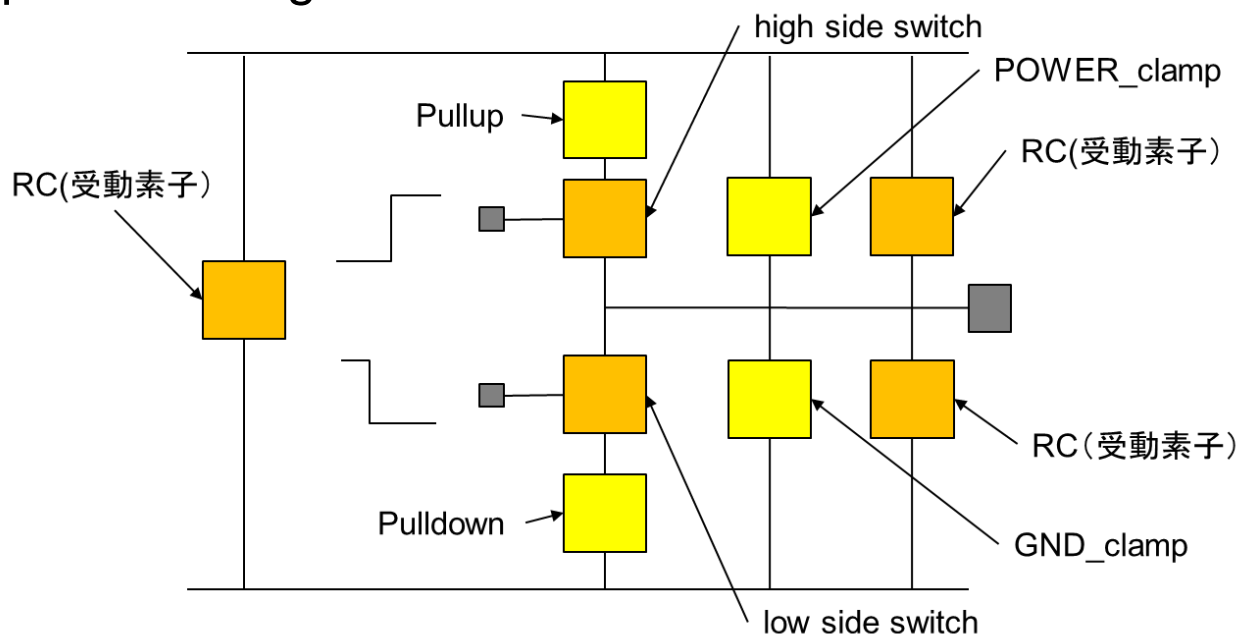 high side switch
POWER_clamp
Pullup
RC(受動素子）
RC(受動素子）
RC（受動素子）
Pulldown
GND_clamp
low side switch